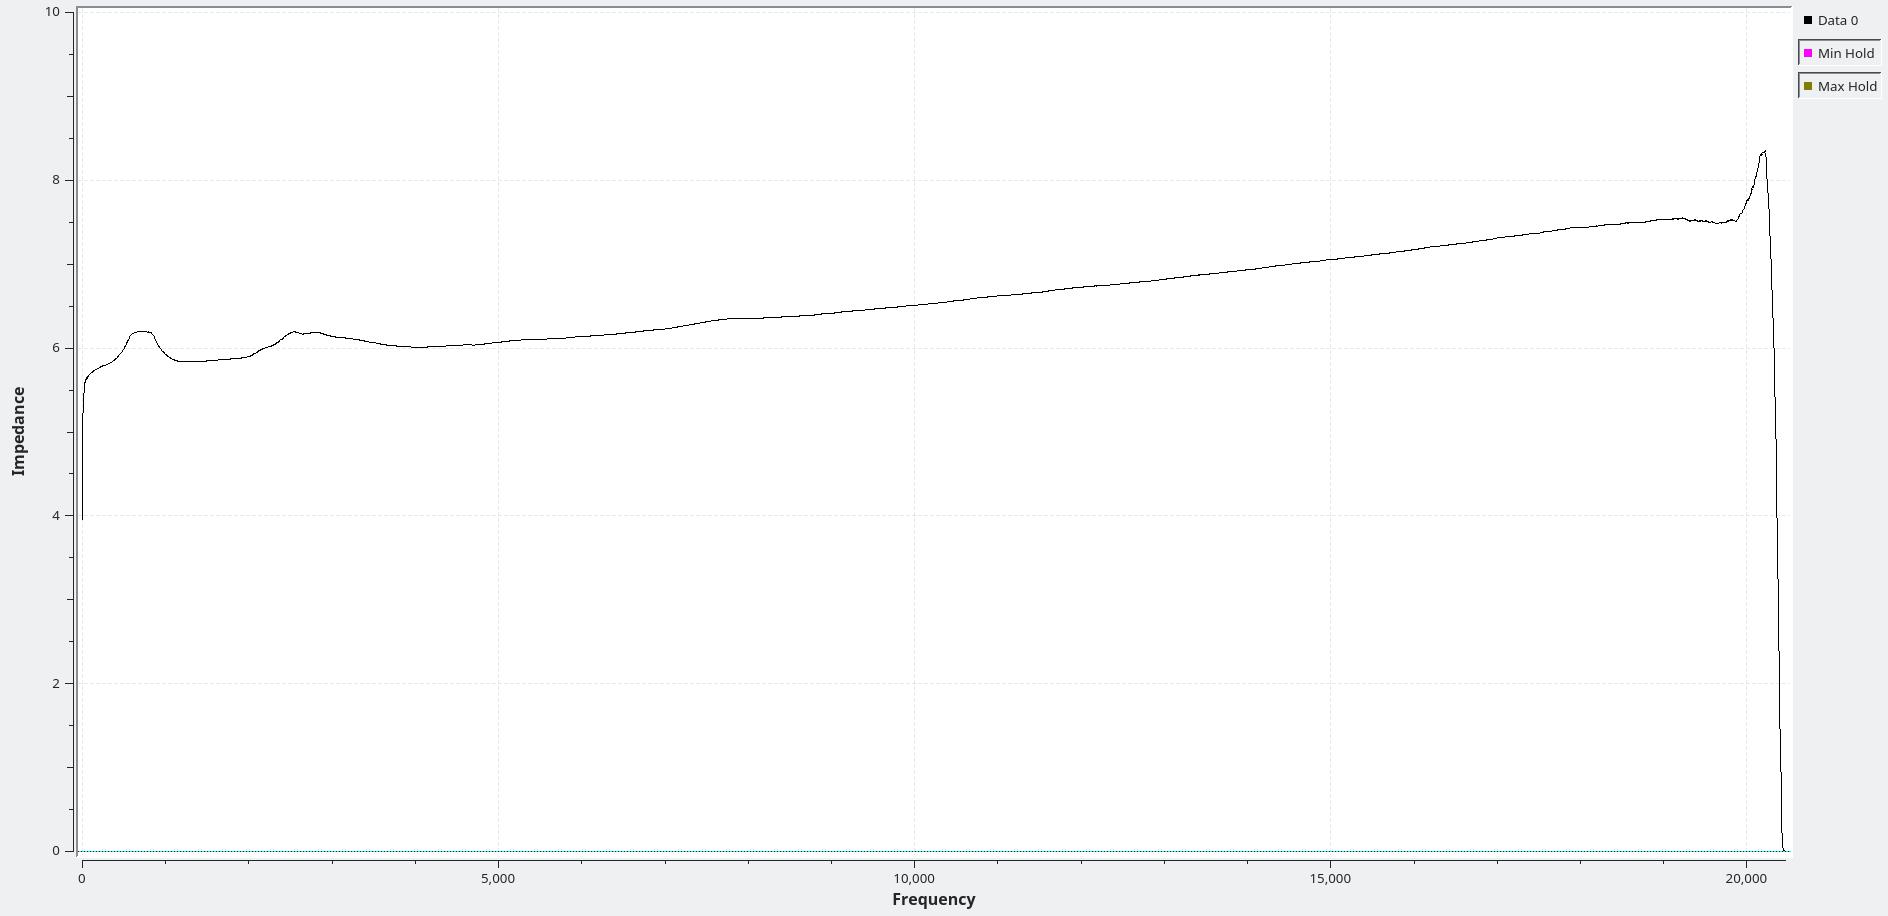 10
8
6
4
2
0
Impedance
0
5,000
10,000
15,000
20,000
Frequency
Data 0
Min Hold
Max Hold